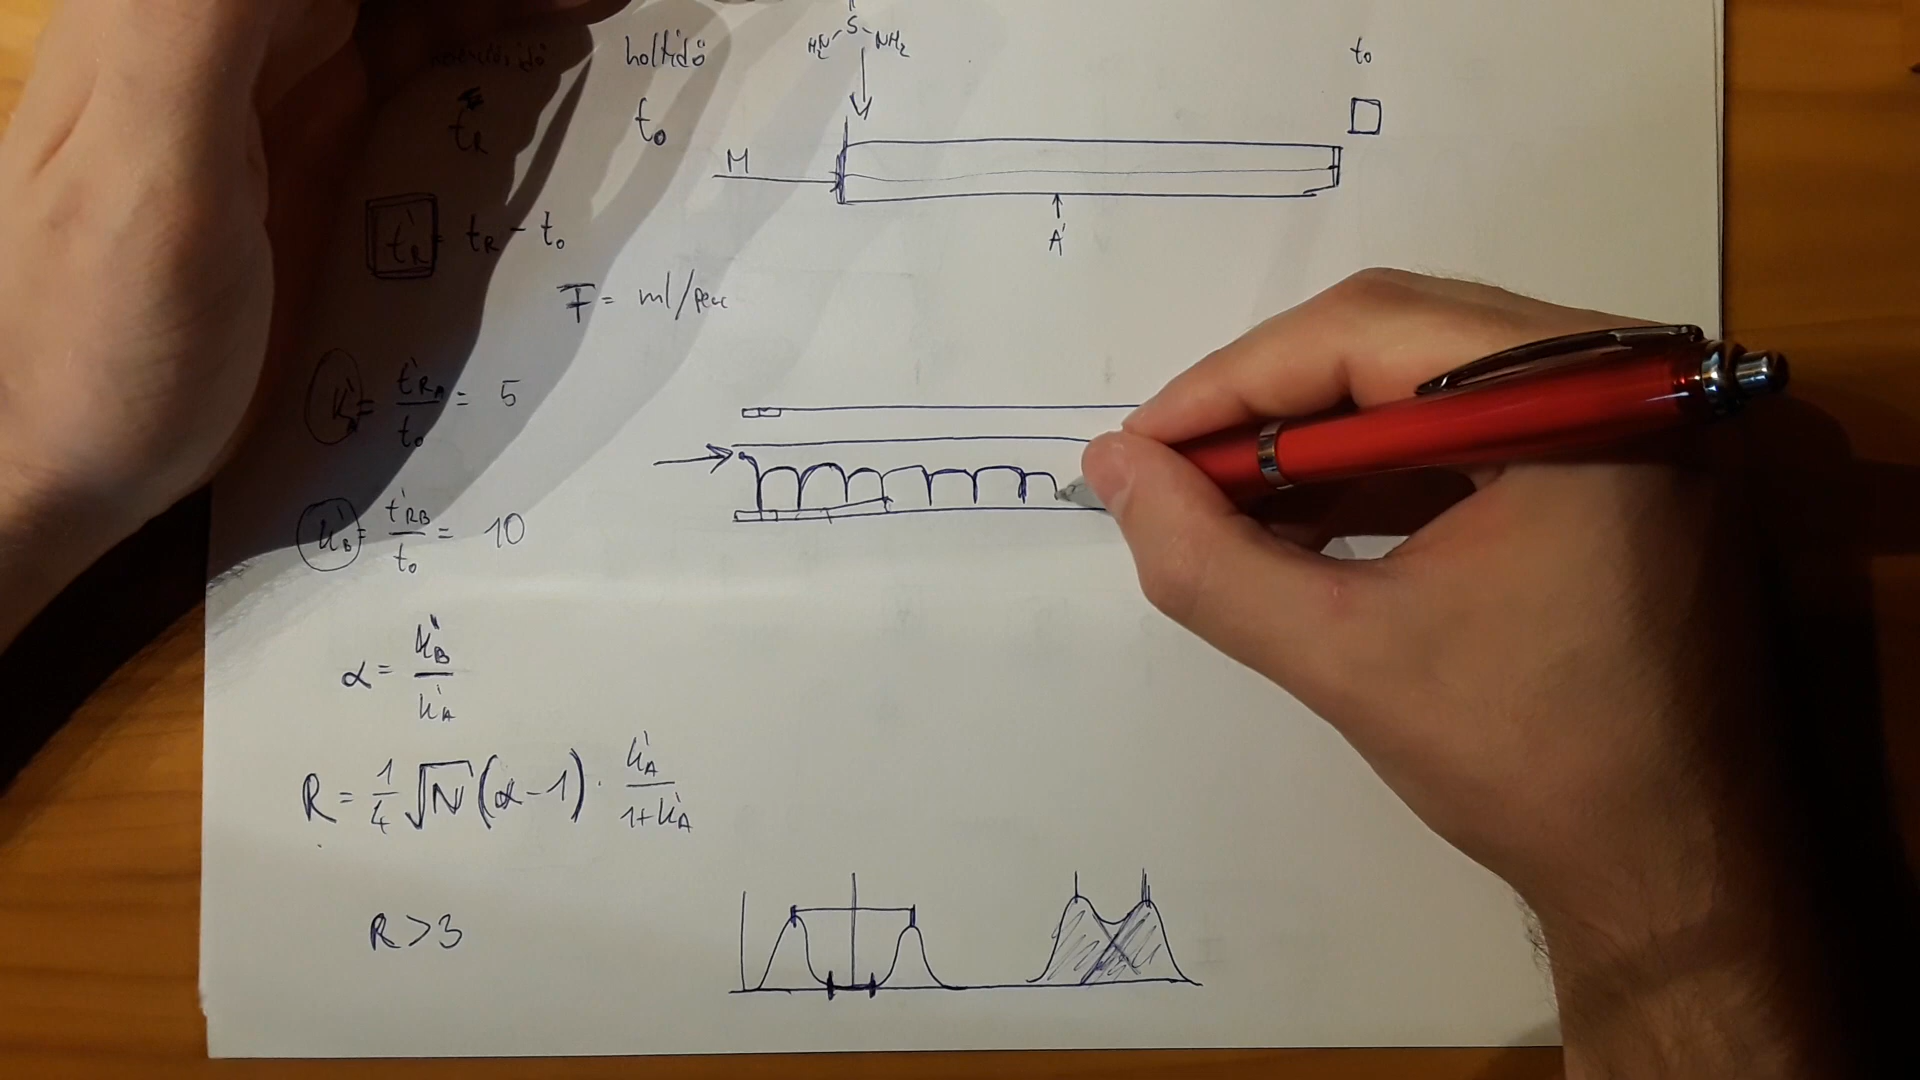 S
H₂N NH₂
holtidő
t₀
tR
t₀
M
t'R = tR - t₀
A
F = ml/perc
k'A = t'RA/t₀ = 5
k'B = t'RB/t₀ = 10
α = k'B/k'A
R = 1/4 √N (α-1) · k'A/1+k'A
R > 3